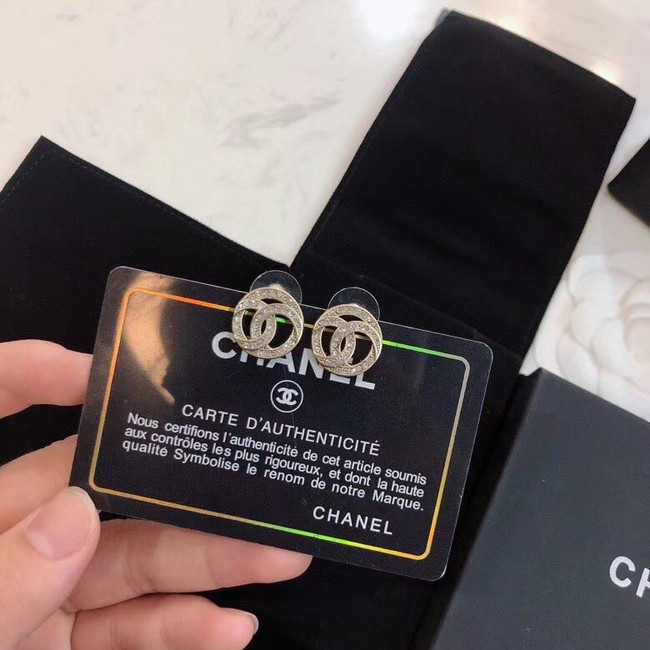 CHANEL
CARTE D'AUTHENTICITÉ
Nous certifions l'authenticité de cet article soumis
aux contrôles les plus rigoureux, et dont la haute
qualité Symbolise le renom de notre Marque.
CHANEL
CH